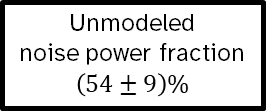 Unmodeled
noise power fraction
(54 ± 9)%